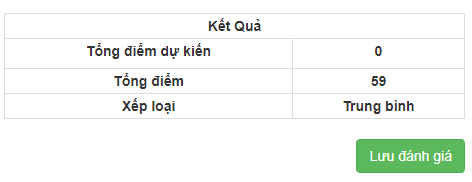 Kết Quả
Tổng điểm dự kiến 0
Tổng điểm 59
Xếp loại Trung bình
Lưu đánh giá